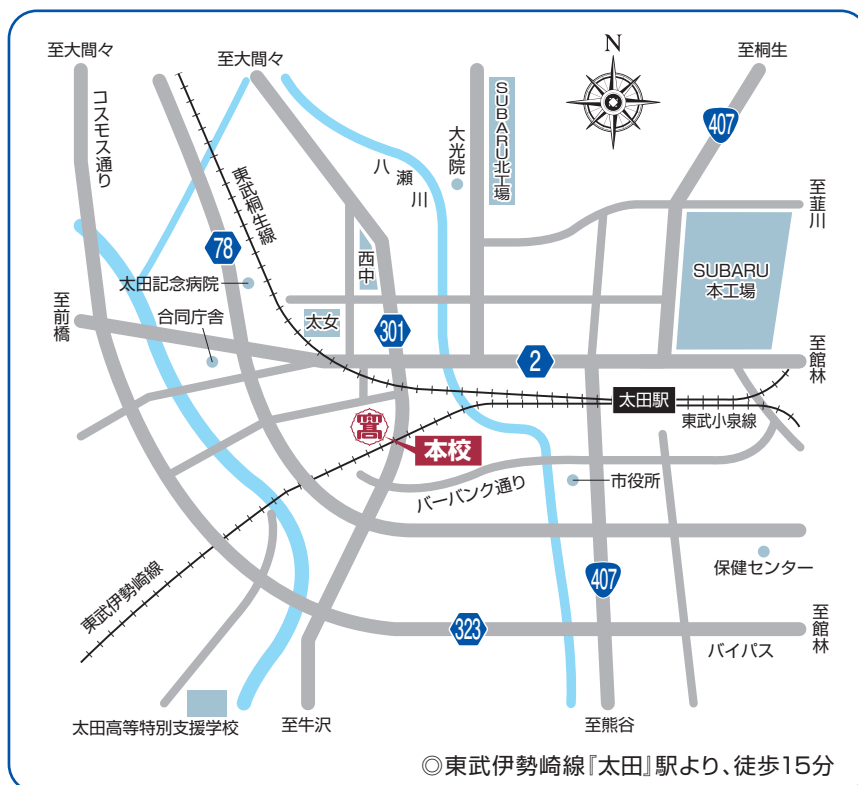 至大間々
至大間々
N
至桐生
コスモス通り
東武桐生線
八瀬川
大光院
SUBARU北工場
407
至韮川
78
太田記念病院
西中
SUBARU
本工場
至前橋
合同庁舎
太女
301
2
至館林
太田駅
東武小泉線
高
本校
バーバンク通り
市役所
東武伊勢崎線
保健センター
407
323
至館林
バイパス
太田高等特別支援学校
至牛沢
至熊谷
◎東武伊勢崎線『太田』駅より、徒歩15分